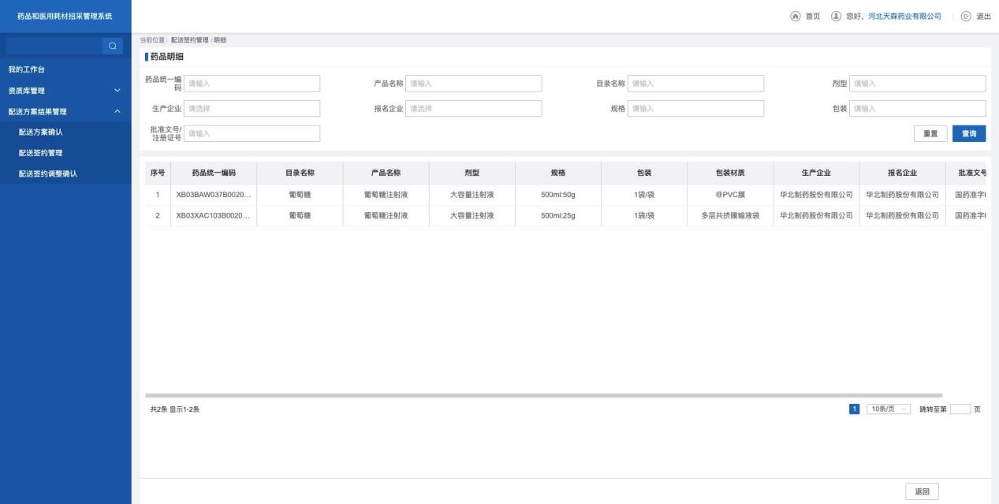 药品和医用耗材招采管理系统
首页 您好, 河北天森药业有限公司 退出
当前位置: 配送签约管理 / 明细
我的工作台
资质库管理
配送方案结果管理
配送方案确认
配送签约管理
配送签约调整确认
药品明细
药品统一编码 请输入 产品名称 请输入 目录名称 请输入 剂型 请输入
生产企业 请选择 报名企业 请选择 规格 请输入 包装 请输入
批准文号/注册证号 请输入 重置 查询
序号 药品统一编码 目录名称 产品名称 剂型 规格 包装 包装材质 生产企业 报名企业 批准文号
1 XB03BAW037B0020... 葡萄糖 葡萄糖注射液 大容量注射液 500ml:50g 1袋/袋 非PVC膜 华北制药股份有限公司 华北制药股份有限公司 国药准字
2 XB03XAC103B0020... 葡萄糖 葡萄糖注射液 大容量注射液 500ml:25g 1袋/袋 多层共挤膜输液袋 华北制药股份有限公司 华北制药股份有限公司 国药准字
共2条 显示1-2条 1 10条/页 跳转至第 页
返回